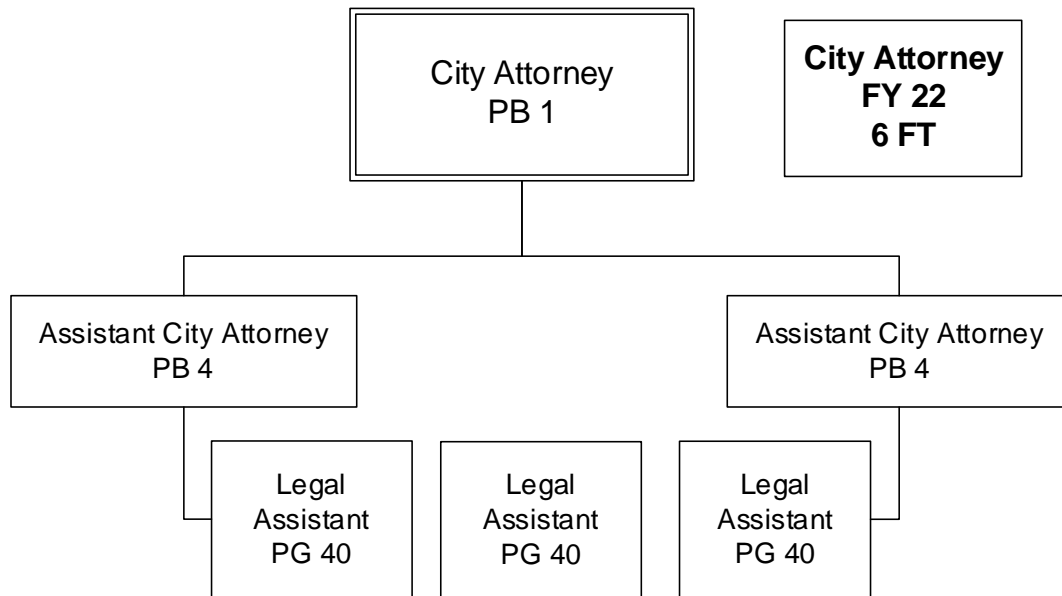 City Attorney
PB 1
City Attorney
FY 22
6 FT
Assistant City Attorney
PB 4
Assistant City Attorney
PB 4
Legal
Assistant
PG 40
Legal
Assistant
PG 40
Legal
Assistant
PG 40